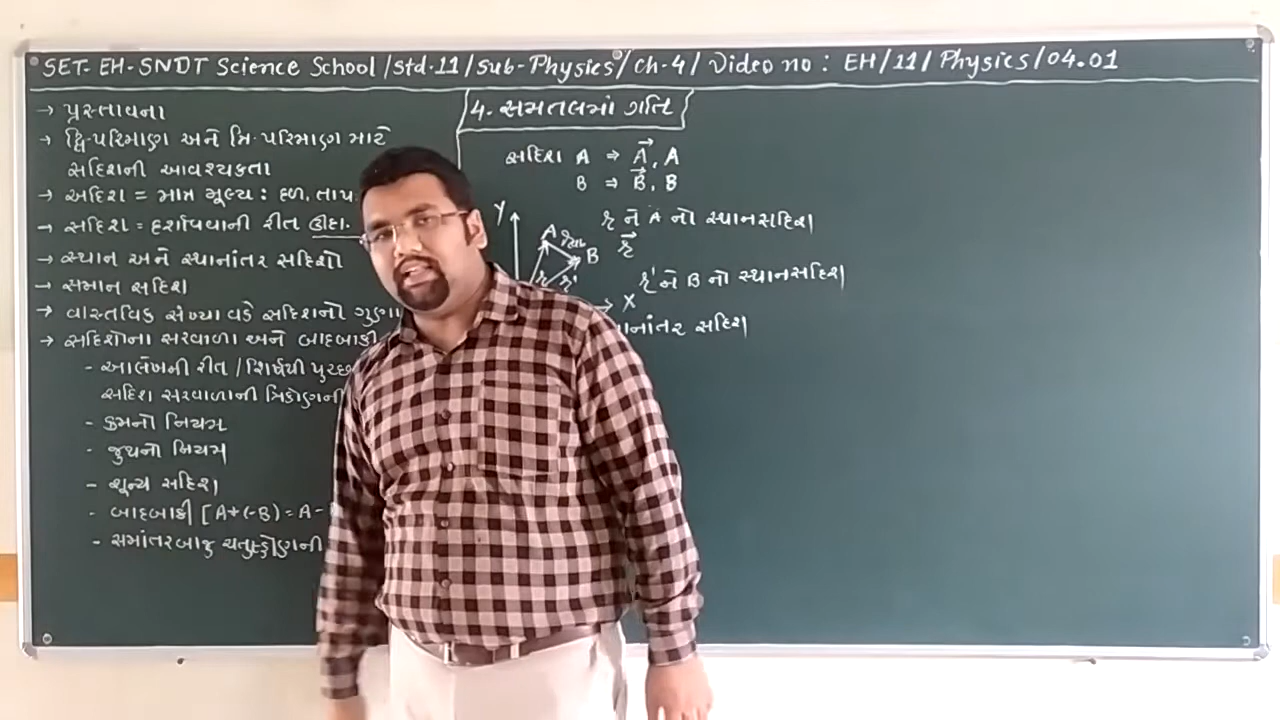 SET- EH-SNDT Science School /Std-11/Sub-Physics/ Ch-4/ Video no : EH/11/Physics/04.01
→ પ્રસ્તાવના
→ દ્વિ-પરિમાણ અને ત્રિ-પરિમાણ માટે
સદિશની આવશ્યકતા
→ અદિશ = માત્ર મૂલ્ય : દળ, તાપ
→ સદિશ = દર્શાવવાની રીત
→ સ્થાન અને સ્થાનાંતર સદિશો
→ સમાન સદિશ
→ વાસ્તવિક સંખ્યા વડે સદિશનો ગુણા
→ સદિશોના સરવાળા અને બાદબાકી
- આલેખની રીત /
સદિશ સરવાળાની ત્રિકોણની
- ક્રમનો નિયમ
- જુથનો નિયમ
- શૂન્ય સદિશ
- બાદબાકી [A+(-B) = A -
- સમાંતરબાજુ ચતુષ્કોણની
4. સમતલમાં ગતિ
સદિશ A ⇒ A⃗, A
B ⇒ B⃗, B
Y
A
B
r
r'
X
r ને A નો સ્થાનસદિશ
r⃗
r' ને B નો સ્થાનસદિશ
નાંતર સદિશ